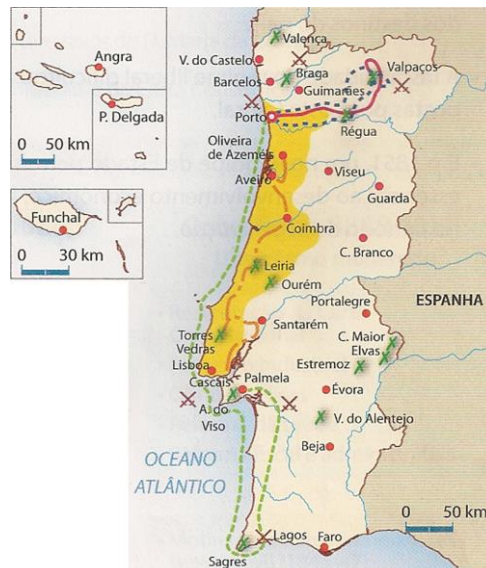 Angra
P. Delgada
0 50 km
Funchal
0 30 km
Valença
V. do Castelo
Braga
Barcelos
Guimarães
Valpaços
Porto
Régua
Oliveira
de Azeméis
Aveiro
Viseu
Guarda
Coimbra
C. Branco
Leiria
Ourém
Portalegre
ESPANHA
Santarém
C. Maior
Torres
Vedras
Elvas
Estremoz
Lisboa
Cascais
Palmela
Évora
A. do
Viso
V. do Alentejo
Beja
OCEANO
ATLÂNTICO
0 50 km
Lagos
Faro
Sagres